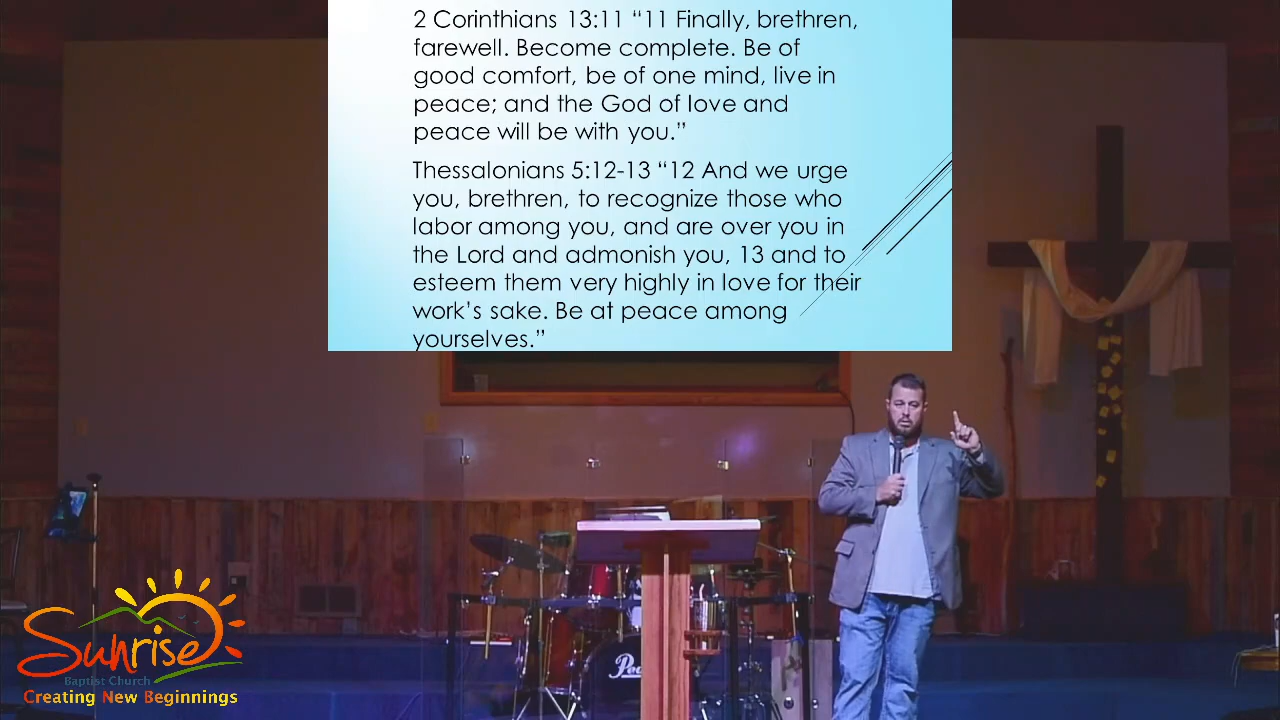 2 Corinthians 13:11 “11 Finally, brethren,
farewell. Become complete. Be of
good comfort, be of one mind, live in
peace; and the God of love and
peace will be with you.”
Thessalonians 5:12-13 “12 And we urge
you, brethren, to recognize those who
labor among you, and are over you in
the Lord and admonish you, 13 and to
esteem them very highly in love for their
work’s sake. Be at peace among
yourselves.”
Sunrise
Baptist Church
Creating New Beginnings